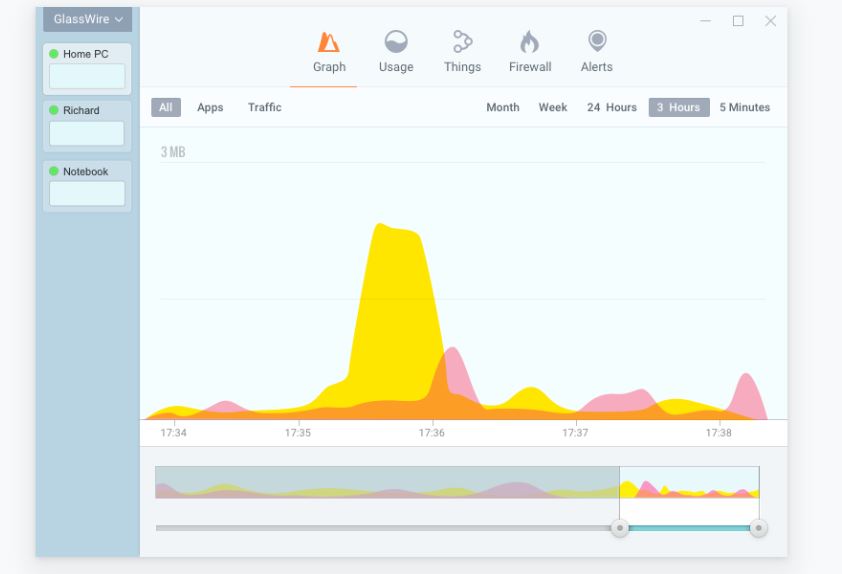 GlassWire
Home PC
Richard
Notebook
Graph Usage Things Firewall Alerts
All Apps Traffic Month Week 24 Hours 3 Hours 5 Minutes
3 MB
17:34 17:35 17:36 17:37 17:38